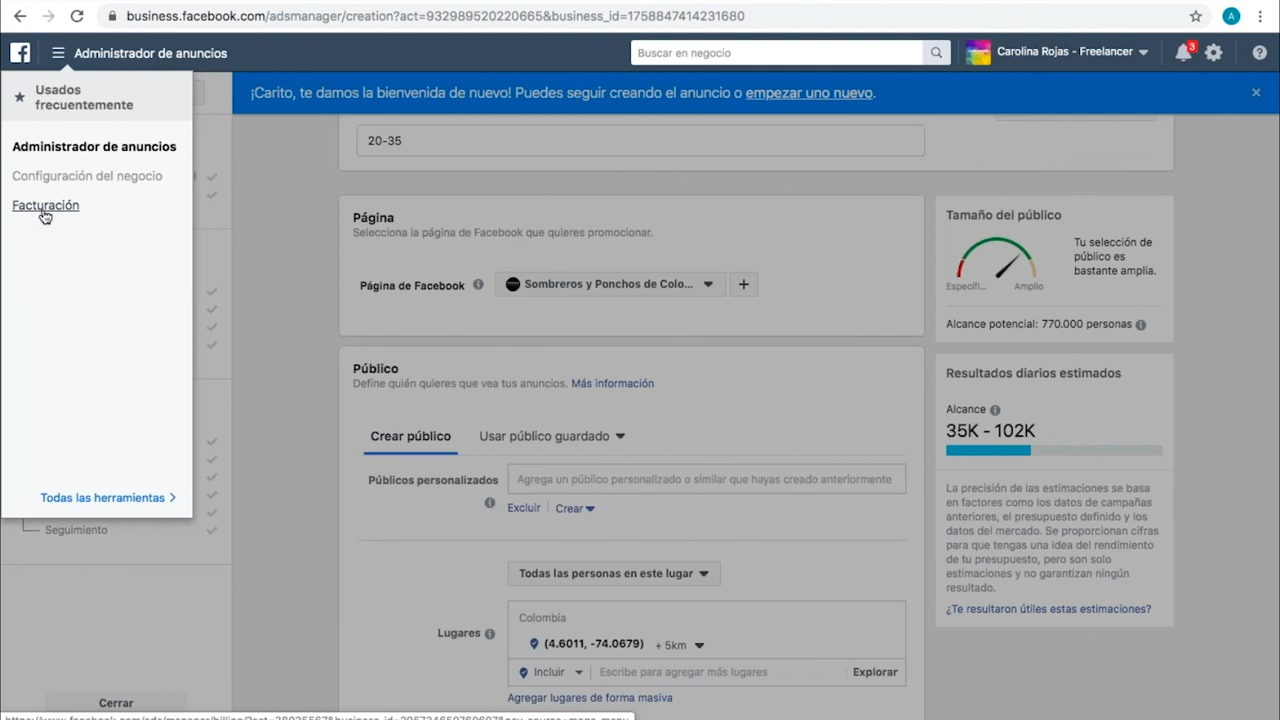 business.facebook.com/adsmanager/creation?act=932989520220665&business_id=1758847414231680
A
Administrador de anuncios
Buscar en negocio
Carolina Rojas - Freelancer
3
Usados
frecuentemente
Administrador de anuncios
Configuración del negocio
Facturación
Todas las herramientas
Seguimiento
Cerrar
¡Carito, te damos la bienvenida de nuevo! Puedes seguir creando el anuncio o empezar uno nuevo.
20-35
Página
Selecciona la página de Facebook que quieres promocionar.
Página de Facebook
Sombreros y Ponchos de Colo...
Público
Define quién quieres que vea tus anuncios. Más información
Crear público
Usar público guardado
Públicos personalizados
Agrega un público personalizado o similar que hayas creado anteriormente
Excluir
Crear
Todas las personas en este lugar
Lugares
Colombia
(4.6011, -74.0679) + 5km
Incluir
Escribe para agregar más lugares
Explorar
Agregar lugares de forma masiva
Tamaño del público
Específi...
Amplio
Tu selección de
público es
bastante amplia.
Alcance potencial: 770.000 personas
Resultados diarios estimados
Alcance
35K - 102K
La precisión de las estimaciones se basa
en factores como los datos de campañas
anteriores, el presupuesto definido y los
datos del mercado. Se proporcionan cifras
para que tengas una idea del rendimiento
de tu presupuesto, pero son solo
estimaciones y no garantizan ningún
resultado.
¿Te resultaron útiles estas estimaciones?